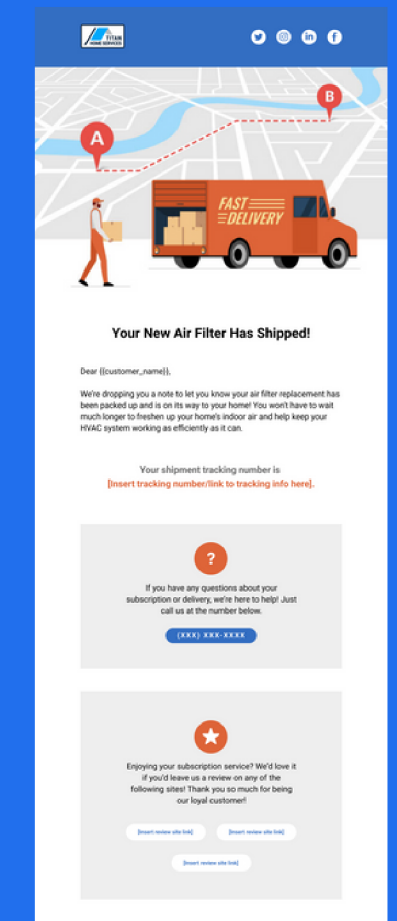 TITAN
HOME SERVICES
B
A
FAST
DELIVERY
Your New Air Filter Has Shipped!
Dear {{customer_name}},
We're dropping you a note to let you know your air filter replacement has
been packed up and is on its way to your home! You won't have to wait
much longer to freshen up your home's indoor air and help keep your
HVAC system working as efficiently as it can.
Your shipment tracking number is
[Insert tracking number/link to tracking info here].
?
If you have any questions about your
subscription or delivery, we're here to help! Just
call us at the number below.
(XXX) XXX-XXXX
Enjoying your subscription service? We'd love it
if you'd leave us a review on any of the
following sites! Thank you so much for being
our loyal customer!
[Insert review site link]
[Insert review site link]
[Insert review site link]